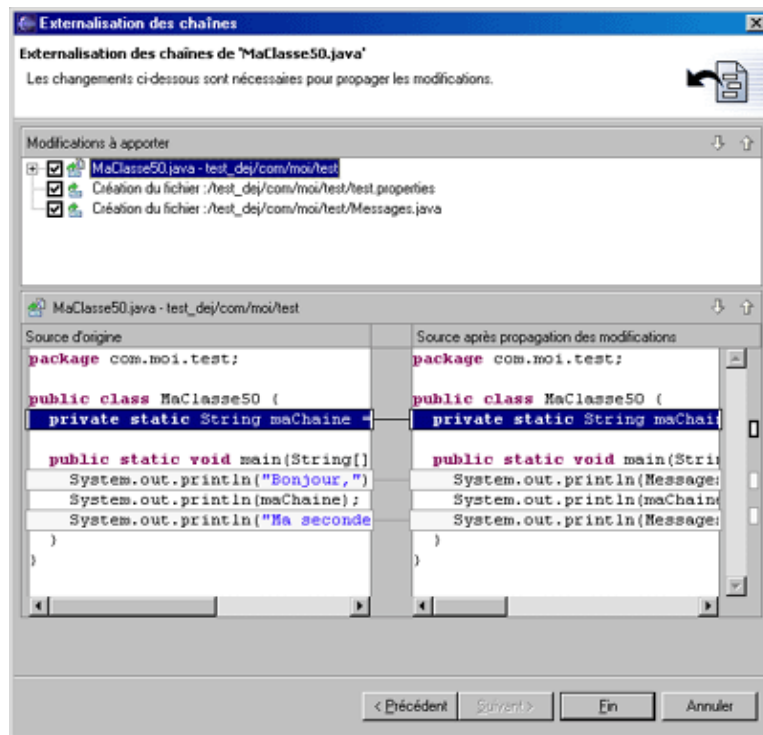 Externalisation des chaînes
Externalisation des chaînes de 'MaClasse50.java'
Les changements ci-dessous sont nécessaires pour propager les modifications.
Modifications à apporter
MaClasse50.java - test_dej/com/moi/test
Création du fichier :/test_dej/com/moi/test/test.properties
Création du fichier :/test_dej/com/moi/test/Messages.java
MaClasse50.java - test_dej/com/moi/test
Source d'origine
package com.moi.test;
public class MaClasse50 {
private static String maChaine =
public static void main(String[]
System.out.println("Bonjour,")
System.out.println(maChaine);
System.out.println("Ma seconde
}
}
Source après propagation des modifications
package com.moi.test;
public class MaClasse50 {
private static String maChai
public static void main(Stri
System.out.println(Message
System.out.println(maChaine
System.out.println(Message
}
}
< Précédent
Suivant >
Fin
Annuler